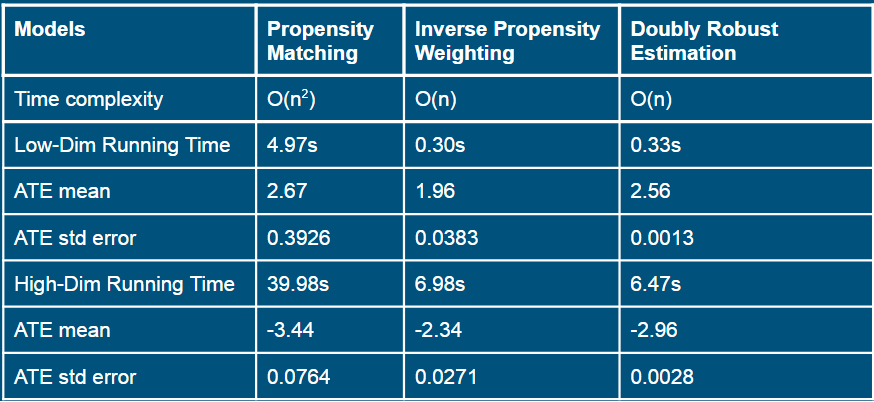 Models Propensity Matching Inverse Propensity Weighting Doubly Robust Estimation
Time complexity O(n²) O(n) O(n)
Low-Dim Running Time 4.97s 0.30s 0.33s
ATE mean 2.67 1.96 2.56
ATE std error 0.3926 0.0383 0.0013
High-Dim Running Time 39.98s 6.98s 6.47s
ATE mean -3.44 -2.34 -2.96
ATE std error 0.0764 0.0271 0.0028